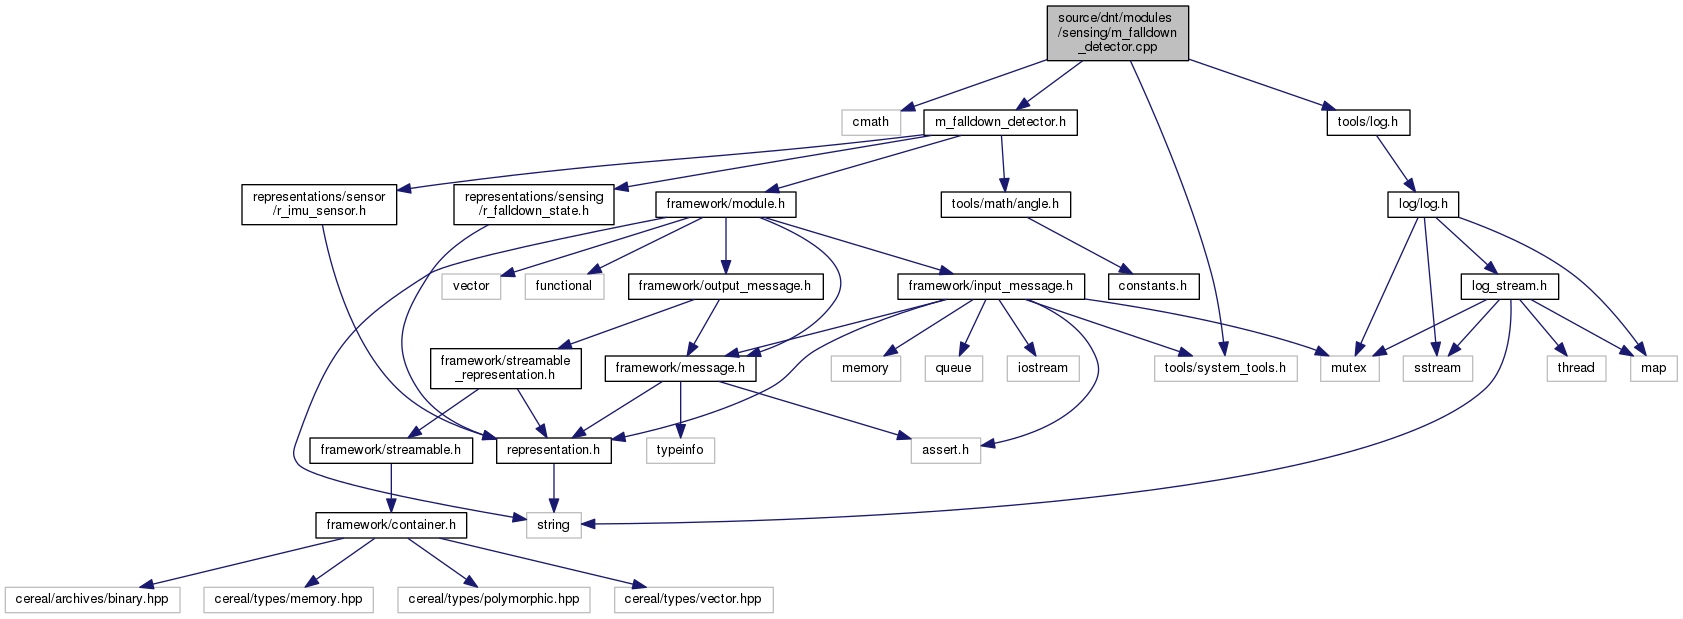 source/dnt/modules
/sensing/m_falldown
_detector.cpp
cmath
m_falldown_detector.h
tools/log.h
representations/sensor
/r_imu_sensor.h
representations/sensing
/r_falldown_state.h
framework/module.h
tools/math/angle.h
log/log.h
vector
functional
framework/output_message.h
framework/input_message.h
constants.h
log_stream.h
framework/streamable
_representation.h
framework/message.h
memory
queue
iostream
tools/system_tools.h
mutex
sstream
thread
map
framework/streamable.h
representation.h
typeinfo
assert.h
framework/container.h
string
cereal/archives/binary.hpp
cereal/types/memory.hpp
cereal/types/polymorphic.hpp
cereal/types/vector.hpp